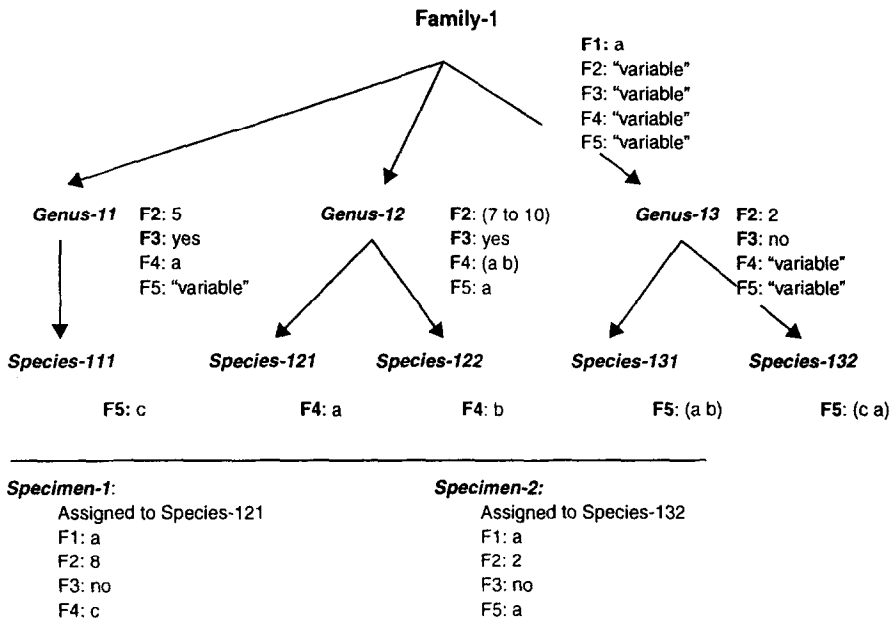 Family-1
F1: a
F2: "variable"
F3: "variable"
F4: "variable"
F5: "variable"
Genus-11
F2: 5
F3: yes
F4: a
F5: "variable"
Genus-12
F2: (7 to 10)
F3: yes
F4: (a b)
F5: a
Genus-13
F2: 2
F3: no
F4: "variable"
F5: "variable"
Species-111
Species-121
Species-122
Species-131
Species-132
F5: c
F4: a
F4: b
F5: (a b)
F5: (c a)
Specimen-1:
Assigned to Species-121
F1: a
F2: 8
F3: no
F4: c
Specimen-2:
Assigned to Species-132
F1: a
F2: 2
F3: no
F5: a